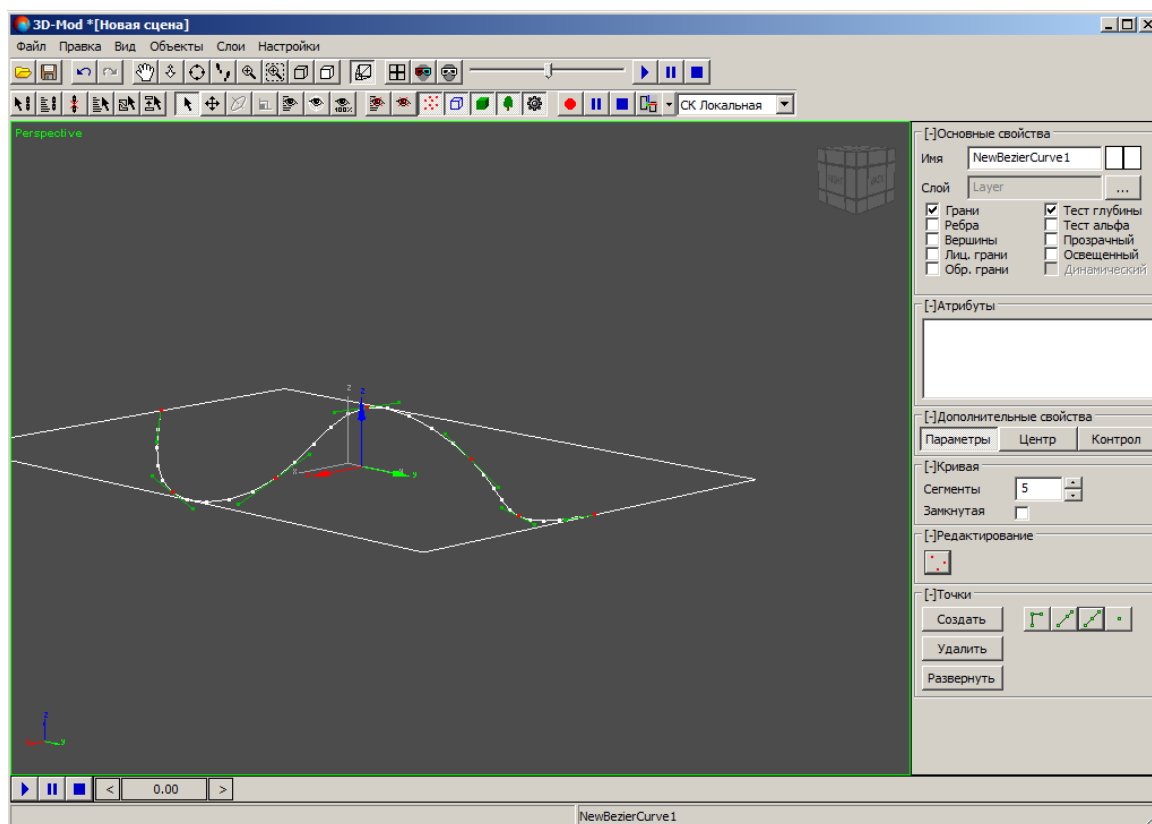 3D-Mod *[Новая сцена]
Файл Правка Вид Объекты Слои Настройки
100%
СК Локальная
Perspective
[-]Основные свойства
Имя NewBezierCurve1
Слой Layer ...
Грани Тест глубины
Ребра Тест альфа
Вершины Прозрачный
Лиц. грани Освещенный
Обр. грани Динамический
[-]Атрибуты
[-]Дополнительные свойства
Параметры Центр Контрол
[-]Кривая
Сегменты 5
Замкнутая
[-]Редактирование
[-]Точки
Создать
Удалить
Развернуть
z z
x y
z
y
< 0.00 >
NewBezierCurve1